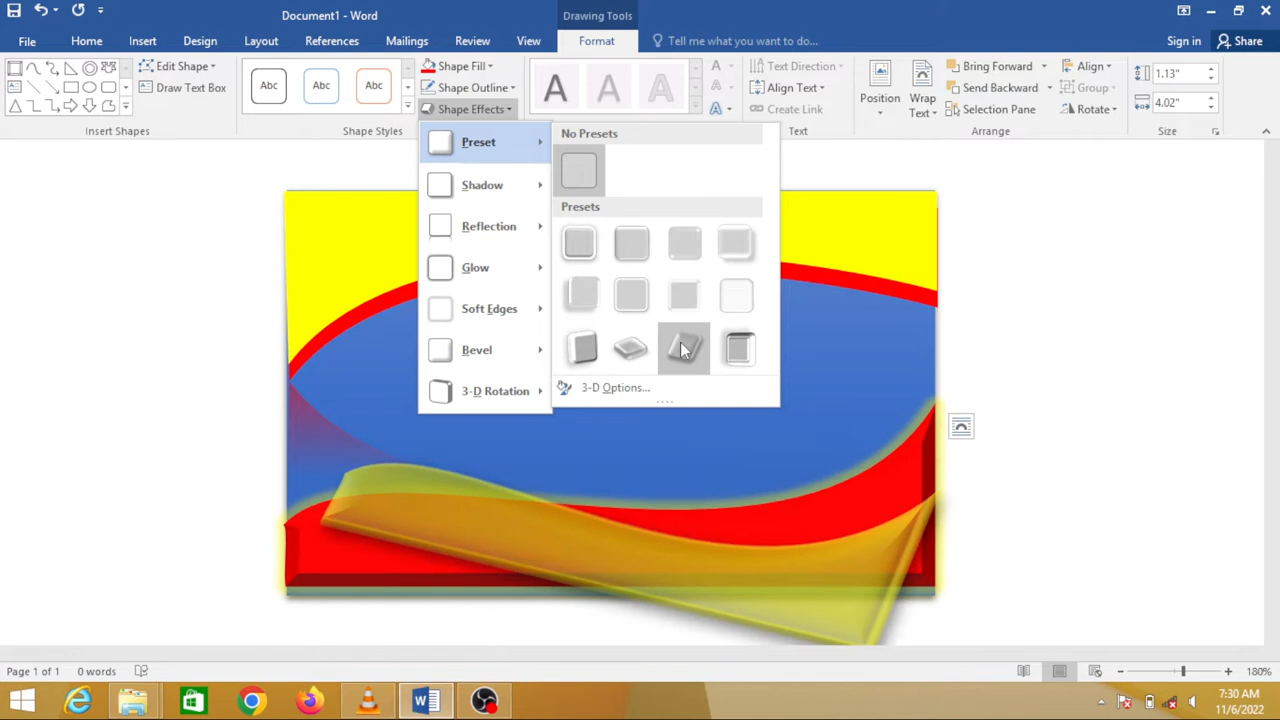 Document1 - Word
Drawing Tools
File
Home
Insert
Design
Layout
References
Mailings
Review
View
Format
Tell me what you want to do...
Sign in
Share
Edit Shape
Draw Text Box
Insert Shapes
Abc
Abc
Abc
Shape Fill
Shape Outline
Shape Effects
Shape Styles
A
A
A
A
A
A
Text Direction
Align Text
Create Link
Text
Position
Wrap
Text
Bring Forward
Send Backward
Selection Pane
Align
Group
Rotate
Arrange
1.13"
4.02"
Size
Preset
Shadow
Reflection
Glow
Soft Edges
Bevel
3-D Rotation
No Presets
Presets
3-D Options...
Page 1 of 1
0 words
180%
7:30 AM
11/6/2022